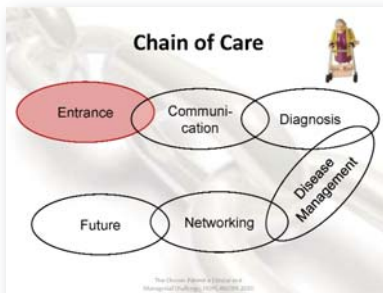 Chain of Care
Entrance
Communi-
cation
Diagnosis
Disease
Management
Networking
Future